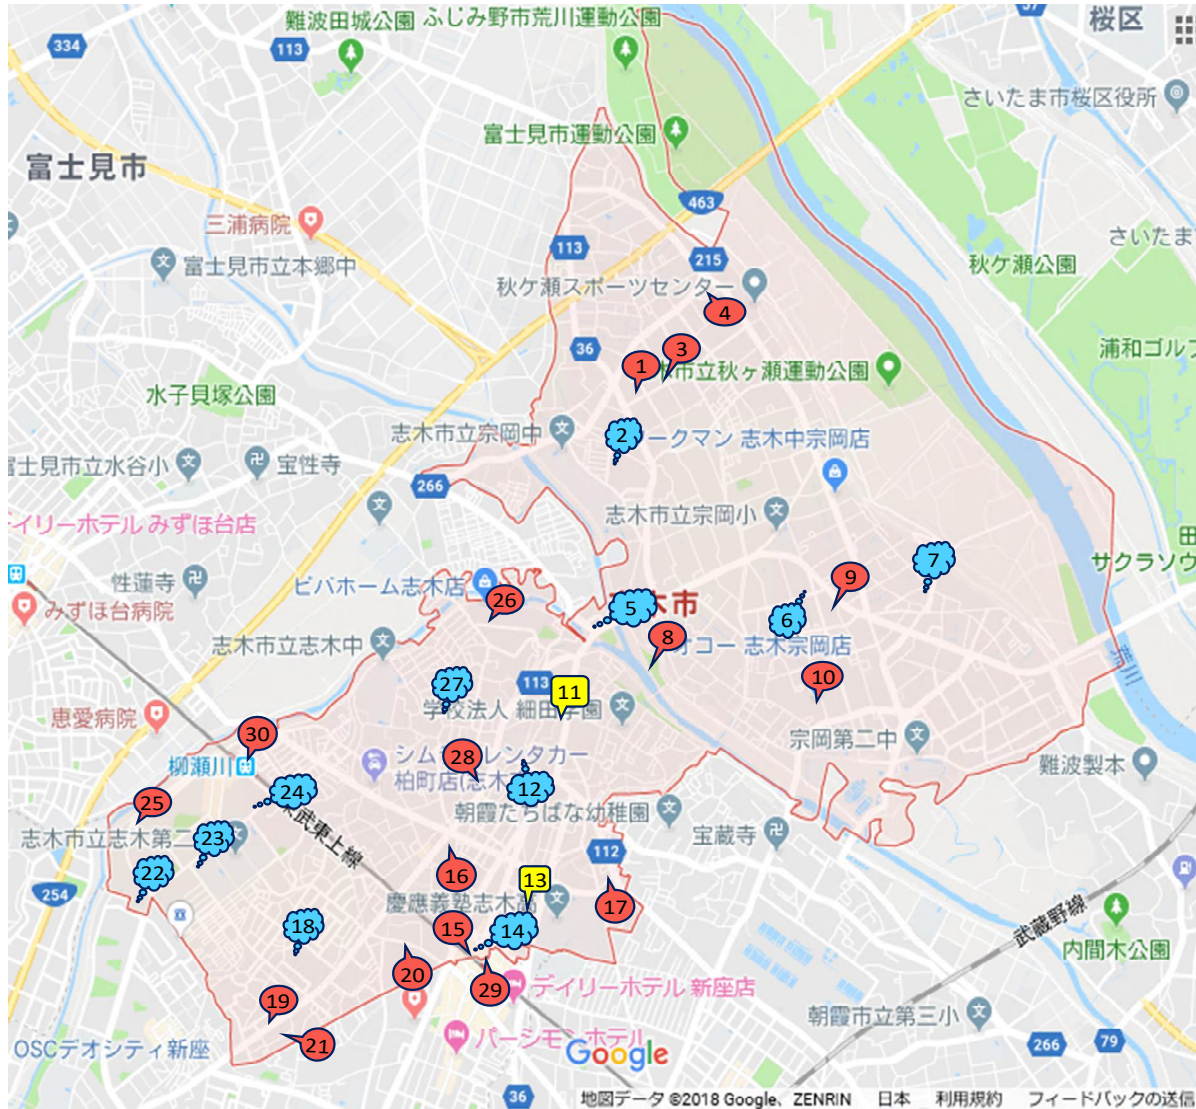 難波田城公園
ふじみ野市荒川運動公園
57
桜区
334
113
さいたま市桜区役所
富士見市運動公園
富士見市
463
三浦病院
113
215
さいたま
富士見市立本郷中
秋ケ瀬公園
秋ケ瀬スポーツセンター
4
36
3
1
市立秋ヶ瀬運動公園
浦和ゴルフ
水子貝塚公園
志木市立宗岡中
2
ークマン 志木中宗岡店
富士見市立水谷小
宝性寺
266
志木市立宗岡小
イリーホテル みずほ台店
田
サクラソウ
7
性蓮寺
ビバホーム志木店
9
26
みずほ台病院
5
木市
6
志木市立志木中
8
オコー 志木宗岡店
荒川
27
113
11
10
学校法人 細田学園
恵愛病院
30
宗岡第二中
柳瀬川
28
シム
レンタカー
難波製本
柏町店(志木
24
12
25
朝霞たちばな幼稚園
志木市立志木第二
23
武東上線
宝蔵寺
112
22
16
13
254
慶應義塾志木高
17
18
15
14
武蔵野線
内間木公園
20
29
デイリーホテル 新座店
19
朝霞市立第三小
21
パーシモンホテル
OSCデオシティ新座
Google
266
79
36
地図データ ©2018 Google、ZENRIN 日本 利用規約 フィードバックの送信